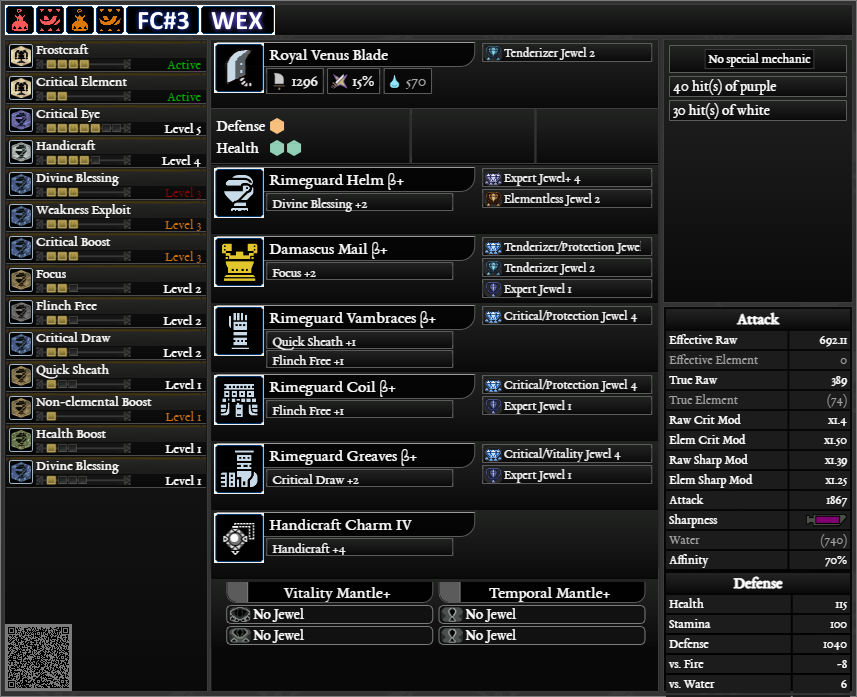 FC#3 WEX
Frostcraft
Active
Critical Element
Active
Critical Eye
Level 5
Handicraft
Level 4
Divine Blessing
Level 3
Weakness Exploit
Level 3
Critical Boost
Level 3
Focus
Level 2
Flinch Free
Level 2
Critical Draw
Level 2
Quick Sheath
Level 1
Non-elemental Boost
Level 1
Health Boost
Level 1
Divine Blessing
Level 1
Royal Venus Blade
1296 15% 570
Tenderizer Jewel 2
Defense
Health
Rimeguard Helm β+
Divine Blessing +2
Expert Jewel+ 4
Elementless Jewel 2
Damascus Mail β+
Focus +2
Tenderizer/Protection Jewe
Tenderizer Jewel 2
Expert Jewel 1
Rimeguard Vambraces β+
Quick Sheath +1
Flinch Free +1
Critical/Protection Jewel 4
Rimeguard Coil β+
Flinch Free +1
Critical/Protection Jewel 4
Expert Jewel 1
Rimeguard Greaves β+
Critical Draw +2
Critical/Vitality Jewel 4
Expert Jewel 1
Handicraft Charm IV
Handicraft +4
Vitality Mantle+
No Jewel
No Jewel
Temporal Mantle+
No Jewel
No Jewel
No special mechanic
40 hit(s) of purple
30 hit(s) of white
Attack
Effective Raw 692.11
Effective Element 0
True Raw 389
True Element (74)
Raw Crit Mod x1.4
Elem Crit Mod x1.50
Raw Sharp Mod x1.39
Elem Sharp Mod x1.25
Attack 1867
Sharpness
Water (740)
Affinity 70%
Defense
Health 115
Stamina 100
Defense 1040
vs. Fire -8
vs. Water 6